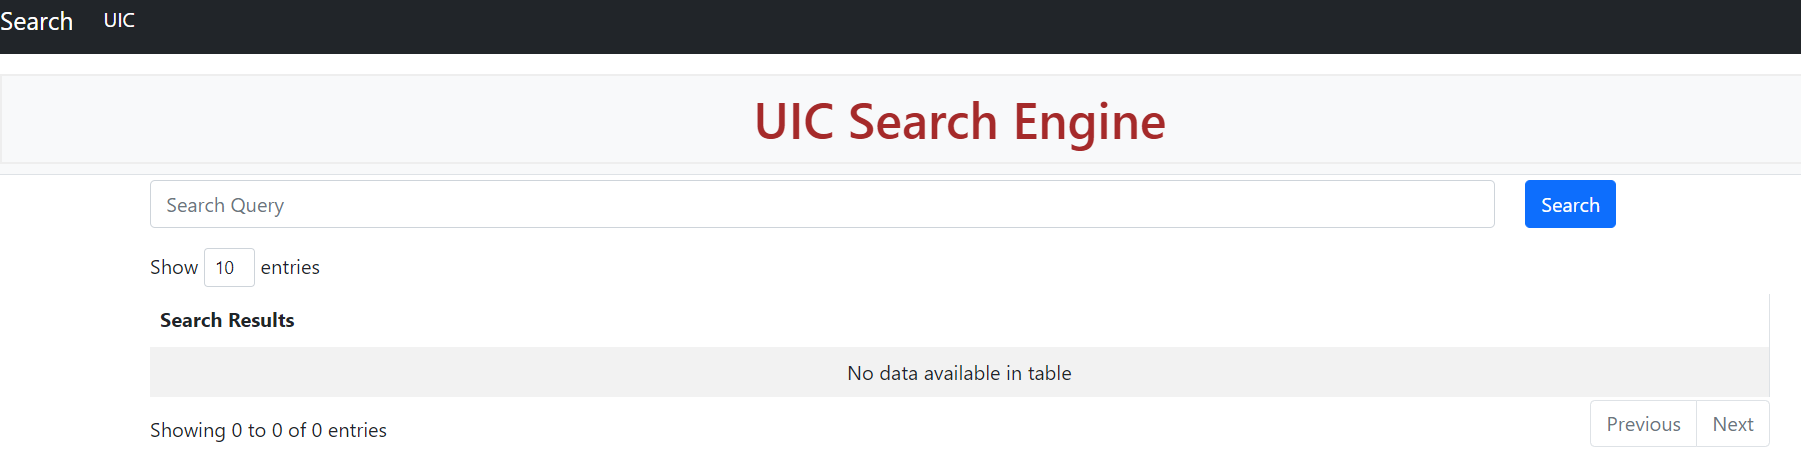 Search UIC
UIC Search Engine
Search Query Search
Show 10 entries
Search Results
No data available in table
Showing 0 to 0 of 0 entries Previous Next